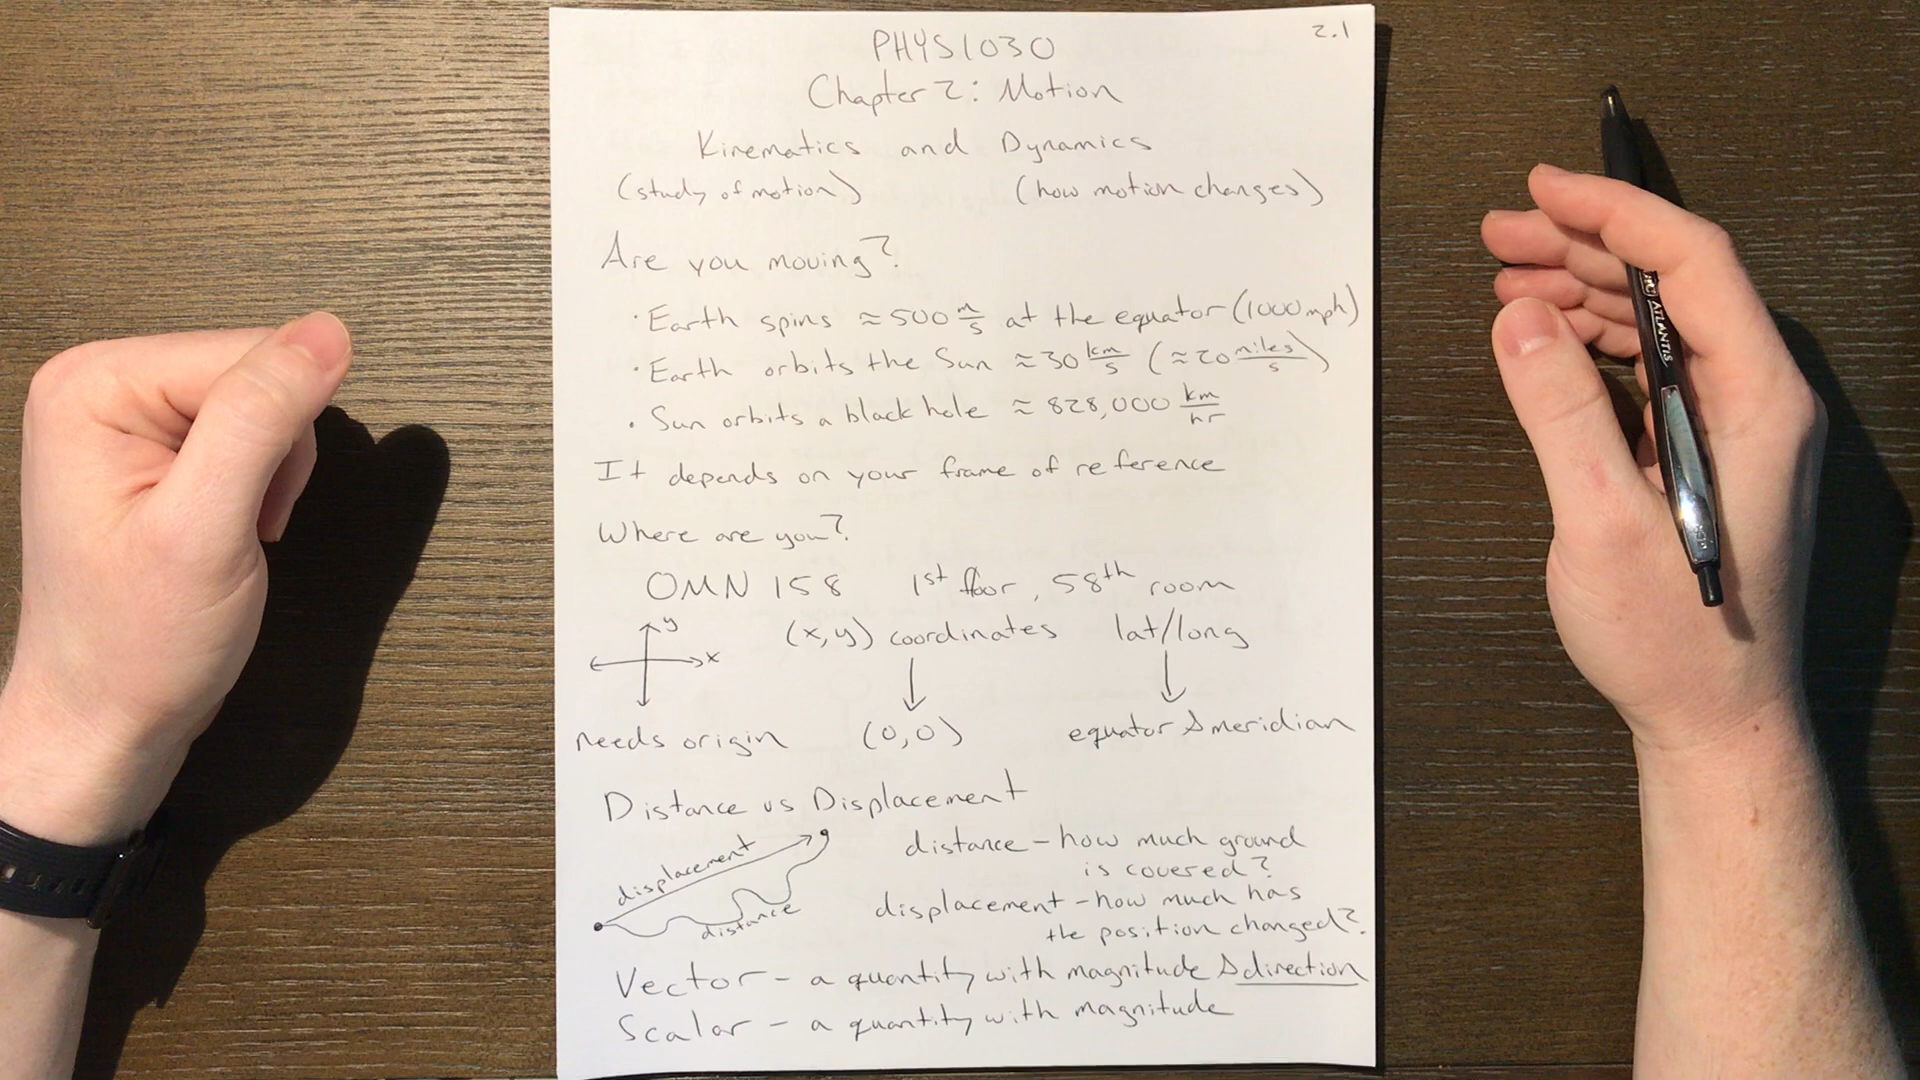 2.1
PHYS1030
Chapter 2: Motion
Kinematics and Dynamics
(study of motion) (how motion changes)
Are you moving?
· Earth spins ≈ 500 m/s at the equator (1000 mph)
· Earth orbits the Sun ≈ 30 km/s (≈ 20 miles/s)
· Sun orbits a black hole ≈ 828,000 km/hr
It depends on your frame of reference
Where are you?
OMN 158 1st floor, 58th room
y
x
(x,y) coordinates lat/long
needs origin (0,0) equator & meridian
Distance vs Displacement
displacement
distance
distance – how much ground
is covered?
displacement – how much has
the position changed?
Vector – a quantity with magnitude & direction
Scalar – a quantity with magnitude
BIC ATLANTIS